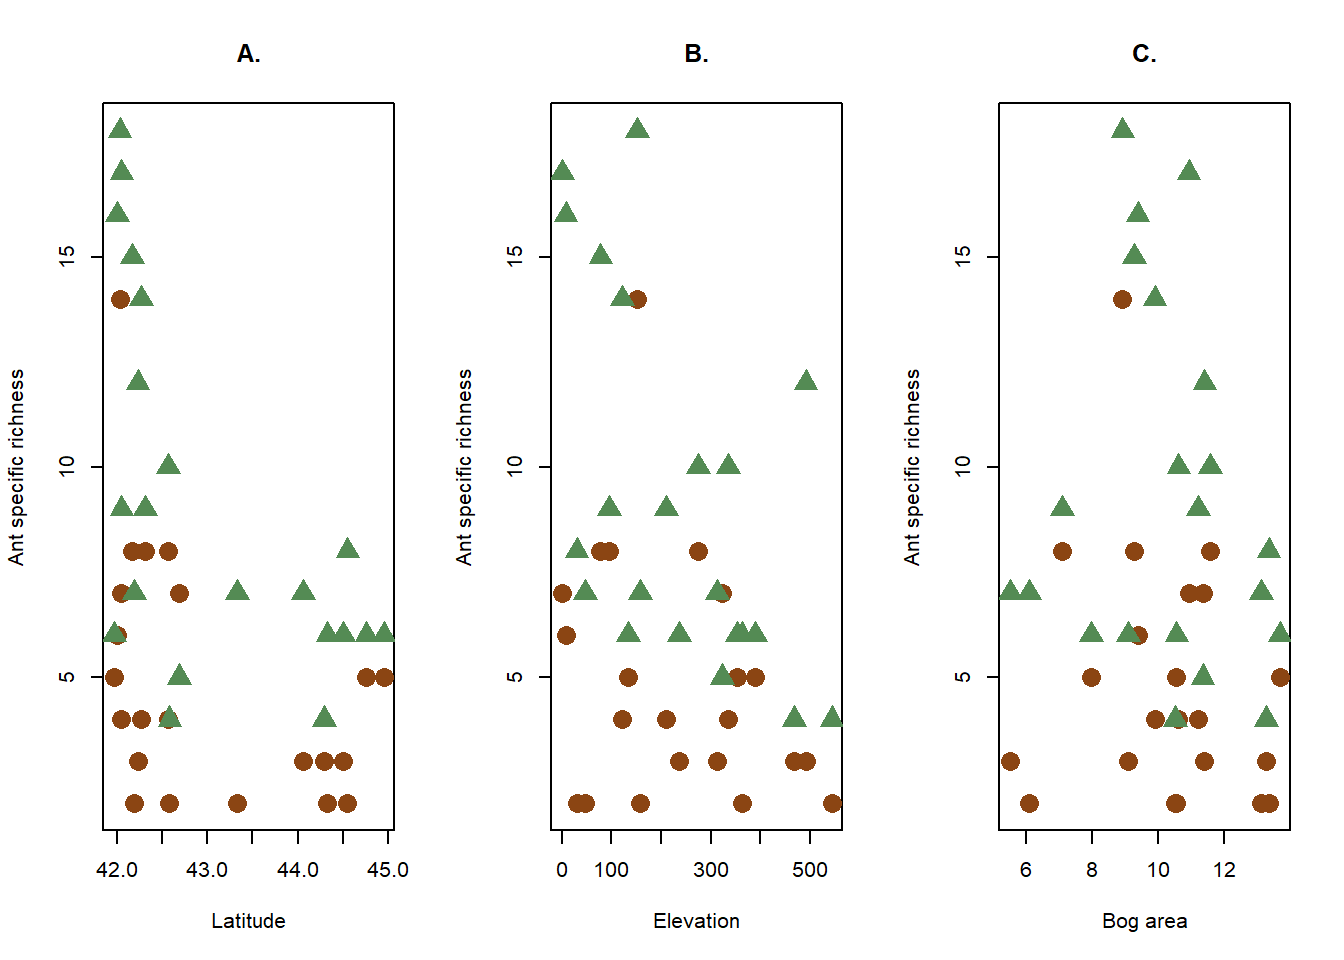 A.
Ant specific richness
15
10
5
42.0 43.0 44.0 45.0
Latitude
B.
Ant specific richness
15
10
5
0 100 300 500
Elevation
C.
Ant specific richness
15
10
5
6 8 10 12
Bog area